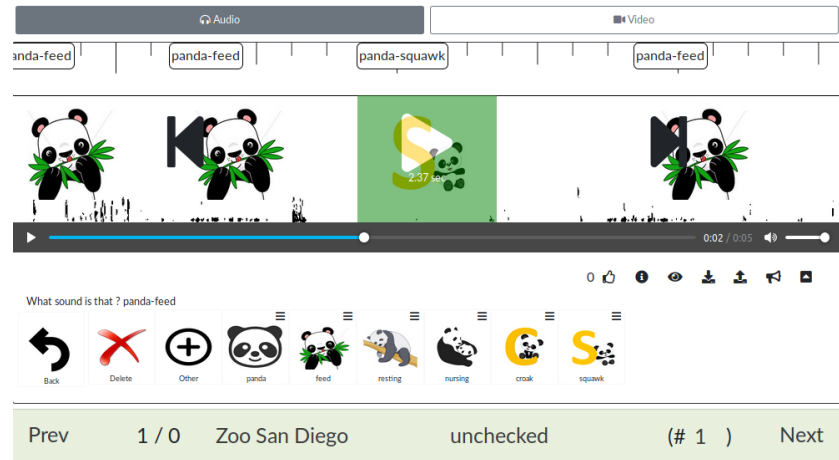 Audio
Video
anda-feed
panda-feed
panda-squawk
panda-feed
S
2.37 sec
0:02 / 0:05
0
What sound is that ? panda-feed
C
S
Back
Delete
Other
panda
feed
resting
nursing
croak
squawk
Prev
1 / 0
Zoo San Diego
unchecked
(# 1 )
Next